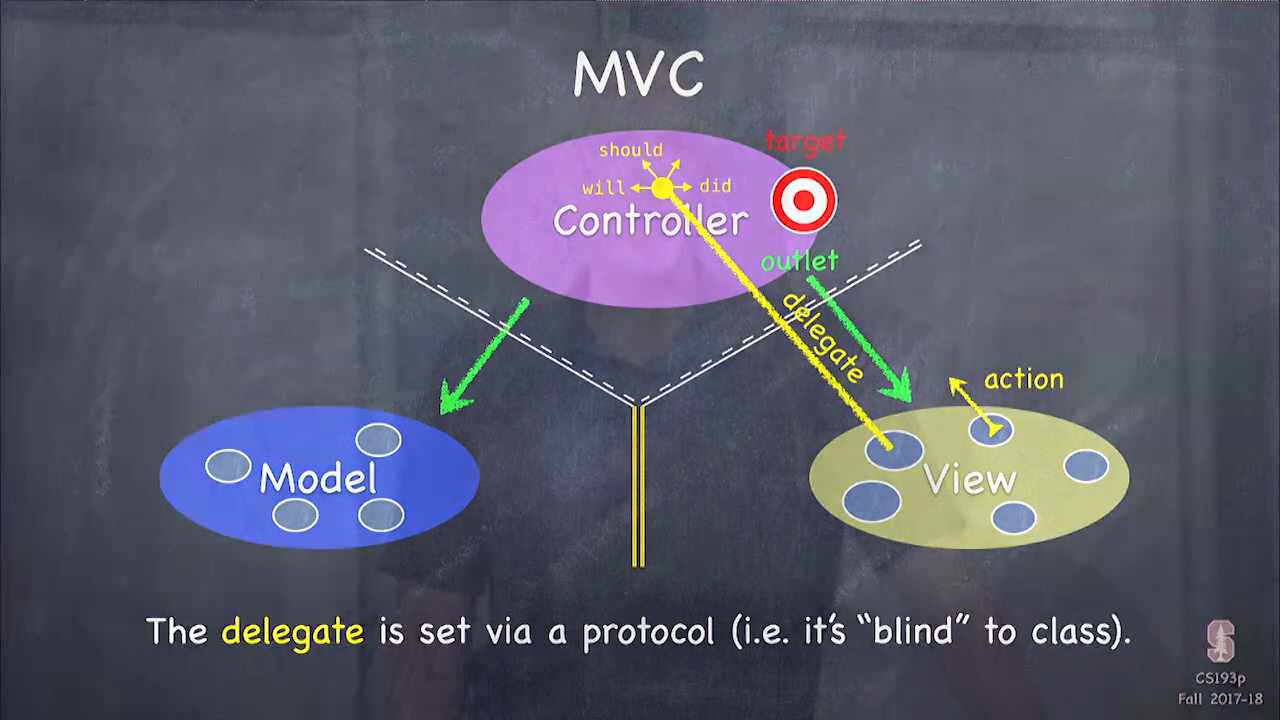 MVC
target
should
will
did
Controller
outlet
delegate
action
Model
View
The delegate is set via a protocol (i.e. it's “blind” to class).
S
CS193p
Fall 2017-18